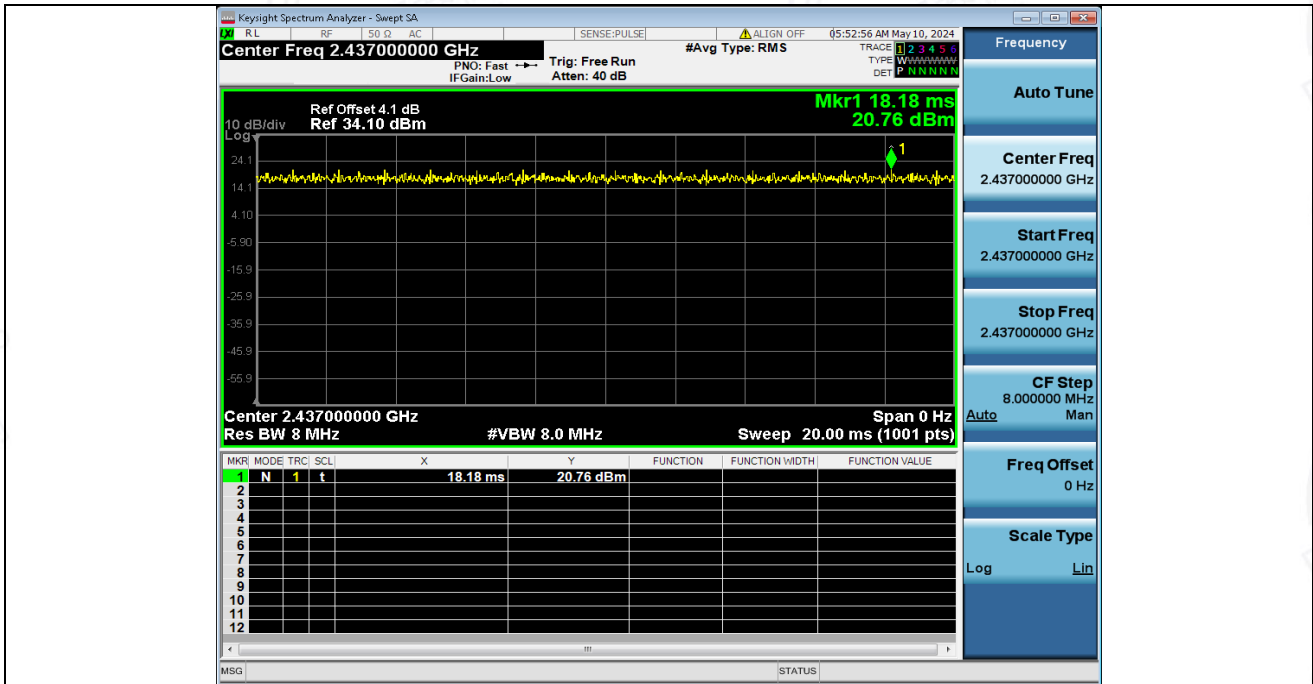 Keysight Spectrum Analyzer - Swept SA
LXI RL RF 50 Ω AC SENSE:PULSE ALIGN OFF 05:52:56 AM May 10, 2024
Center Freq 2.437000000 GHz #Avg Type: RMS TRACE 1 2 3 4 5 6
PNO: Fast Trig: Free Run TYPE WWWWWW
IFGain:Low Atten: 40 dB DET P N N N N N
Mkr1 18.18 ms
20.76 dBm
Ref Offset 4.1 dB
10 dB/div Ref 34.10 dBm
Log
1
24.1
14.1
4.10
-5.90
-15.9
-25.9
-35.9
-45.9
-55.9
Center 2.437000000 GHz Span 0 Hz
Res BW 8 MHz #VBW 8.0 MHz Sweep 20.00 ms (1001 pts)
MKR MODE TRC SCL X Y FUNCTION FUNCTION WIDTH FUNCTION VALUE
1 N 1 t 18.18 ms 20.76 dBm
2
3
4
5
6
7
8
9
10
11
12
MSG STATUS
Frequency
Auto Tune
Center Freq
2.437000000 GHz
Start Freq
2.437000000 GHz
Stop Freq
2.437000000 GHz
CF Step
8.000000 MHz
Auto Man
Freq Offset
0 Hz
Scale Type
Log Lin